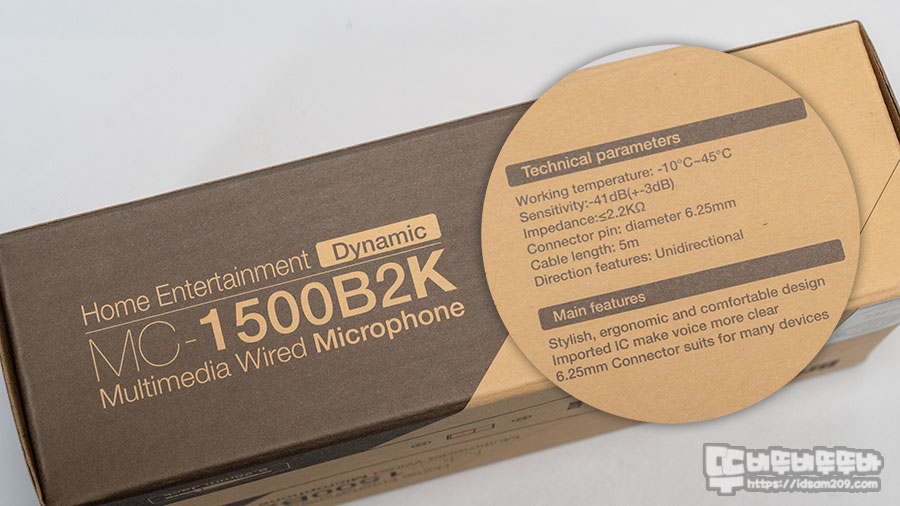 Home Entertainment Dynamic
MC-1500B2K
Multimedia Wired Microphone
Technical parameters
Working temperature: -10°C~45°C
Sensitivity:-41dB(+-3dB)
Impedance:≤2.2KΩ
Connector pin: diameter 6.25mm
Cable length: 5m
Direction features: Unidirectional
Main features
Stylish, ergonomic and comfortable design
Imported IC make voice more clear
6.25mm Connector suits for many devices
https://idsam209.com